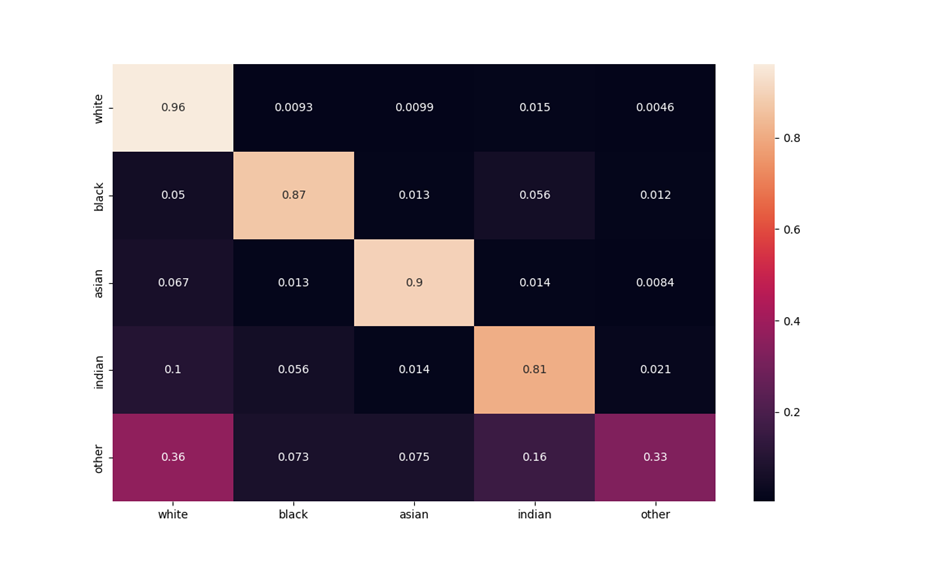 white 0.96 0.0093 0.0099 0.015 0.0046
0.8
black 0.05 0.87 0.013 0.056 0.012
0.6
asian 0.067 0.013 0.9 0.014 0.0084
0.4
indian 0.1 0.056 0.014 0.81 0.021
0.2
other 0.36 0.073 0.075 0.16 0.33
white black asian indian other